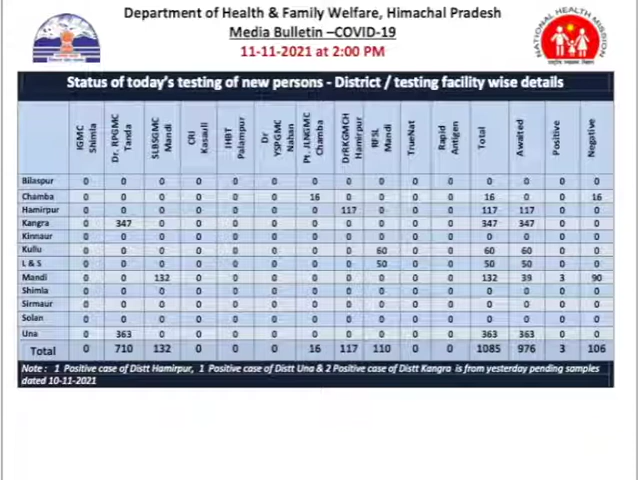 Department of Health & Family Welfare, Himachal Pradesh
Media Bulletin –COVID-19
11-11-2021 at 2:00 PM
NATIONAL HEALTH MISSION
Status of today's testing of new persons - District / testing facility wise details
IGMC Shimla Dr. RPGMC Tanda SLBSGMC Mandi CRI Kasauli IHBT Palampur Dr YSPGMC Nahan Pt. JLNGMC Chamba DrRKGMCH Hamirpur RFSL Mandi TrueNat Rapid Antigen Total Awaited Positive Negative
Bilaspur 0 0 0 0 0 0 0 0 0 0 0 0 0 0 0
Chamba 0 0 0 0 0 0 16 0 0 0 0 16 0 0 16
Hamirpur 0 0 0 0 0 0 0 117 0 0 0 117 117 0 0
Kangra 0 347 0 0 0 0 0 0 0 0 0 347 347 0 0
Kinnaur 0 0 0 0 0 0 0 0 0 0 0 0 0 0 0
Kullu 0 0 0 0 0 0 0 0 60 0 0 60 60 0 0
L & S 0 0 0 0 0 0 0 0 50 0 0 50 50 0 0
Mandi 0 0 132 0 0 0 0 0 0 0 0 132 39 3 90
Shimla 0 0 0 0 0 0 0 0 0 0 0 0 0 0 0
Sirmaur 0 0 0 0 0 0 0 0 0 0 0 0 0 0 0
Solan 0 0 0 0 0 0 0 0 0 0 0 0 0 0 0
Una 0 363 0 0 0 0 0 0 0 0 0 363 363 0 0
Total 0 710 132 0 0 0 16 117 110 0 0 1085 976 3 106
Note : 1 Positive case of Distt Hamirpur, 1 Positive case of Distt Una & 2 Positive case of Distt Kangra is from yesterday pending samples
dated 10-11-2021